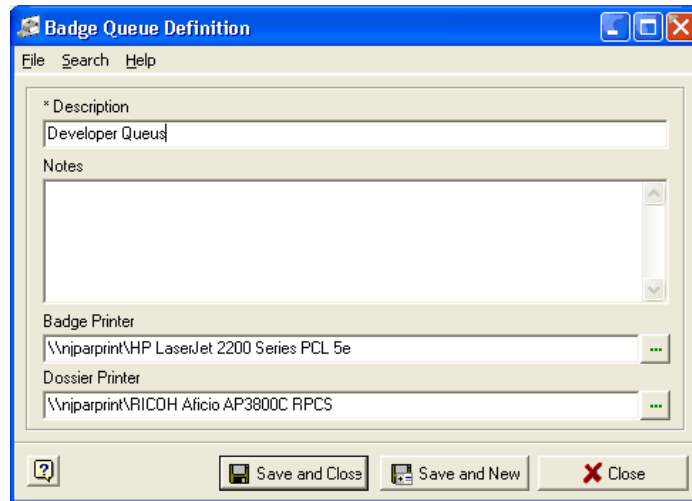 Badge Queue Definition
File Search Help
* Description
Developer Queus
Notes
Badge Printer
\\njparprint\HP LaserJet 2200 Series PCL 5e
...
Dossier Printer
\\njparprint\RICOH Aficio AP3800C RPCS
...
Save and Close Save and New Close